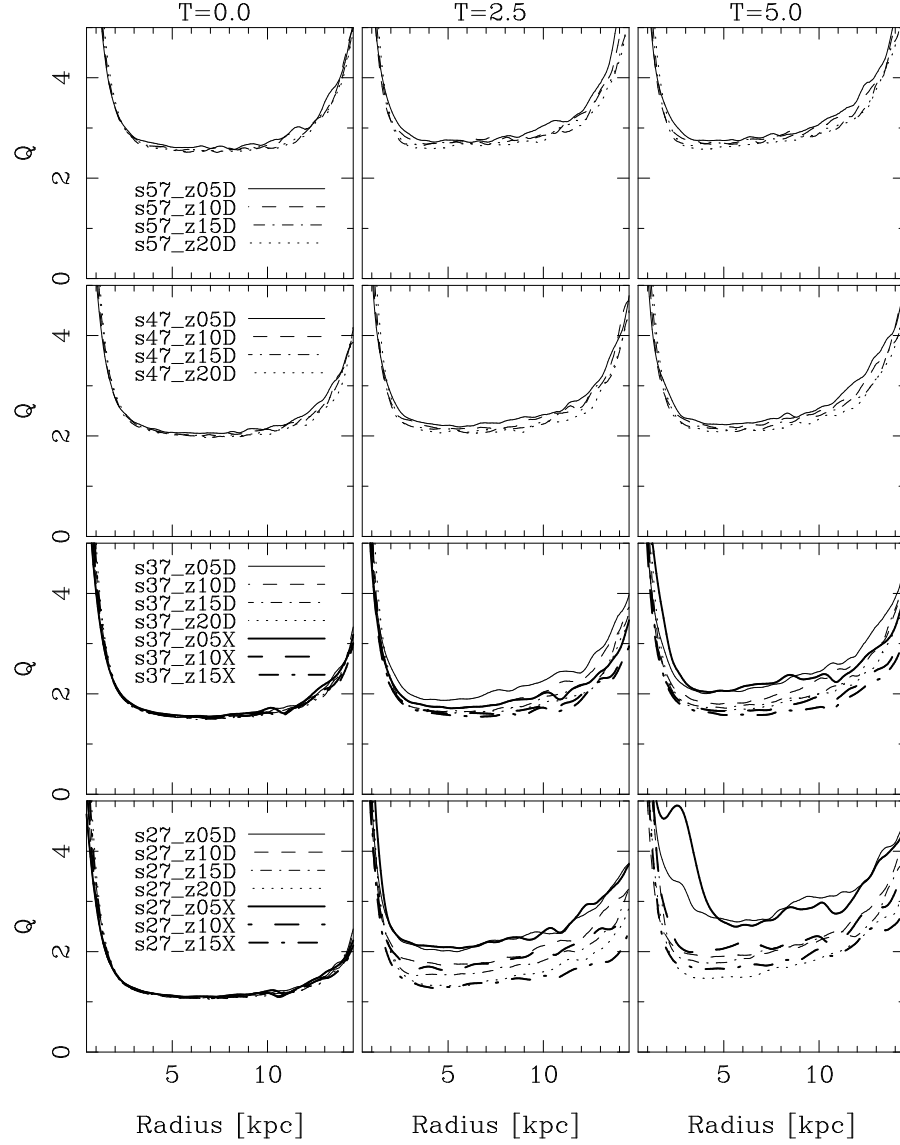 T=0.0 T=2.5 T=5.0
4
Q
2
s57_z05D
s57_z10D
s57_z15D
s57_z20D
0
4
s47_z05D
s47_z10D
s47_z15D
s47_z20D
Q
2
0
s37_z05D
s37_z10D
s37_z15D
s37_z20D
s37_z05X
s37_z10X
s37_z15X
4
Q
2
0
s27_z05D
s27_z10D
s27_z15D
s27_z20D
s27_z05X
s27_z10X
s27_z15X
4
Q
2
0
5 10 5 10 5 10
Radius [kpc] Radius [kpc] Radius [kpc]